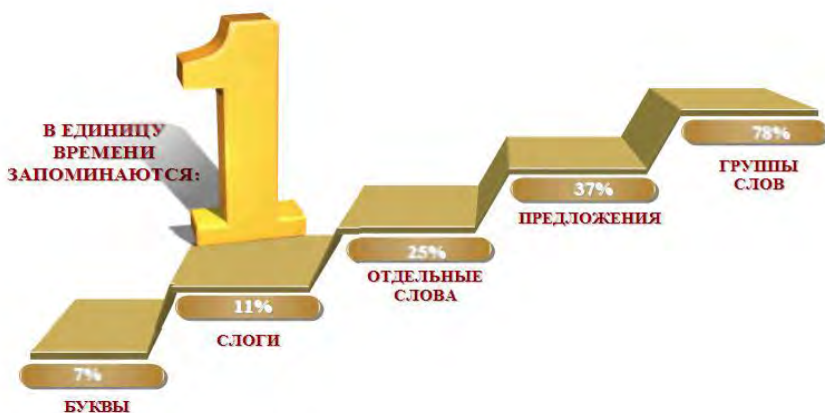 1
В ЕДИНИЦУ
ВРЕМЕНИ
ЗАПОМИНАЮТСЯ:
7%
БУКВЫ
11%
СЛОГИ
25%
ОТДЕЛЬНЫЕ
СЛОВА
37%
ПРЕДЛОЖЕНИЯ
78%
ГРУППЫ
СЛОВ